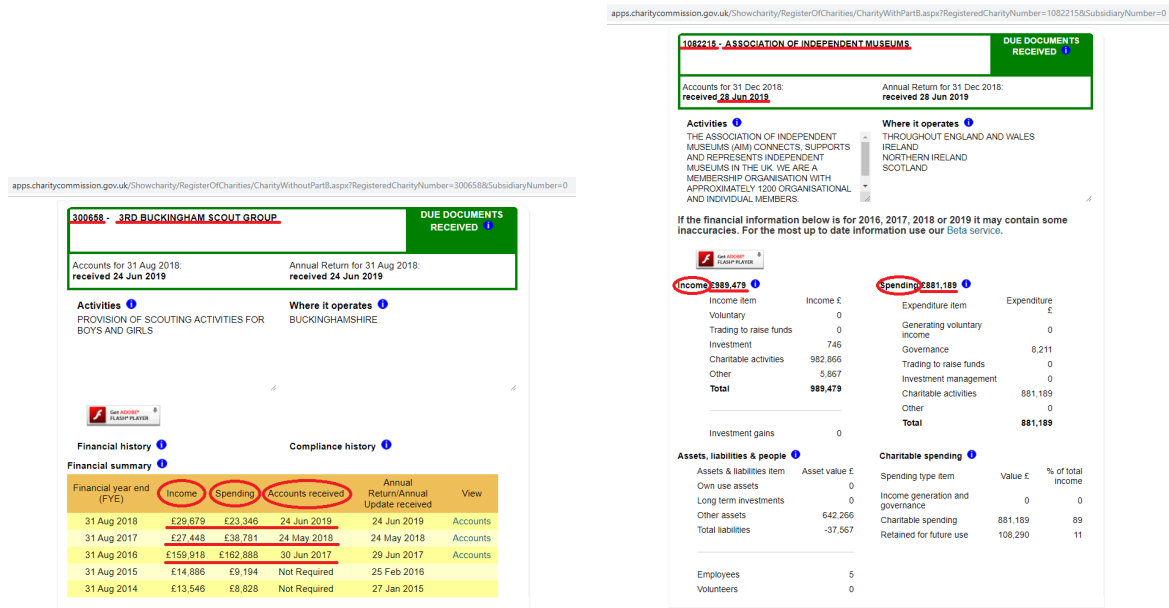 apps.charitycommission.gov.uk/Showcharity/RegisterOfCharities/CharityWithoutPartB.aspx?RegisteredCharityNumber=300658&SubsidiaryNumber=0
300658 - 3RD BUCKINGHAM SCOUT GROUP
DUE DOCUMENTS
RECEIVED
Accounts for 31 Aug 2018:
received 24 Jun 2019
Annual Return for 31 Aug 2018:
received 24 Jun 2019
Activities
PROVISION OF SCOUTING ACTIVITIES FOR
BOYS AND GIRLS
Where it operates
BUCKINGHAMSHIRE
Get ADOBE®
FLASH® PLAYER
Financial history
Compliance history
Financial summary
Financial year end (FYE) Income Spending Accounts received Annual Return/Annual Update received View
31 Aug 2018 £29,679 £23,346 24 Jun 2019 24 Jun 2019 Accounts
31 Aug 2017 £27,448 £38,781 24 May 2018 24 May 2018 Accounts
31 Aug 2016 £159,918 £162,888 30 Jun 2017 29 Jun 2017 Accounts
31 Aug 2015 £14,886 £9,194 Not Required 25 Feb 2016
31 Aug 2014 £13,546 £8,828 Not Required 27 Jan 2015
apps.charitycommission.gov.uk/Showcharity/RegisterOfCharities/CharityWithPartB.aspx?RegisteredCharityNumber=1082215&SubsidiaryNumber=0
1082215 - ASSOCIATION OF INDEPENDENT MUSEUMS
DUE DOCUMENTS
RECEIVED
Accounts for 31 Dec 2018:
received 28 Jun 2019
Annual Return for 31 Dec 2018:
received 28 Jun 2019
Activities
THE ASSOCIATION OF INDEPENDENT
MUSEUMS (AIM) CONNECTS, SUPPORTS
AND REPRESENTS INDEPENDENT
MUSEUMS IN THE UK. WE ARE A
MEMBERSHIP ORGANISATION WITH
APPROXIMATELY 1200 ORGANISATIONAL
AND INDIVIDUAL MEMBERS.
Where it operates
THROUGHOUT ENGLAND AND WALES
IRELAND
NORTHERN IRELAND
SCOTLAND
If the financial information below is for 2016, 2017, 2018 or 2019 it may contain some
inaccuracies. For the most up to date information use our Beta service.
Get ADOBE®
FLASH® PLAYER
Income £989,479
Income item Income £
Voluntary 0
Trading to raise funds 0
Investment 746
Charitable activities 982,866
Other 5,867
Total 989,479
Investment gains 0
Spending £881,189
Expenditure item Expenditure £
Generating voluntary income 0
Governance 8,211
Trading to raise funds 0
Investment management 0
Charitable activities 881,189
Other 0
Total 881,189
Assets, liabilities & people
Assets & liabilities item Asset value £
Own use assets 0
Long term investments 0
Other assets 642,266
Total liabilities -37,567
Employees 5
Volunteers 0
Charitable spending
Spending type item Value £ % of total income
Income generation and governance 0 0
Charitable spending 881,189 89
Retained for future use 108,290 11